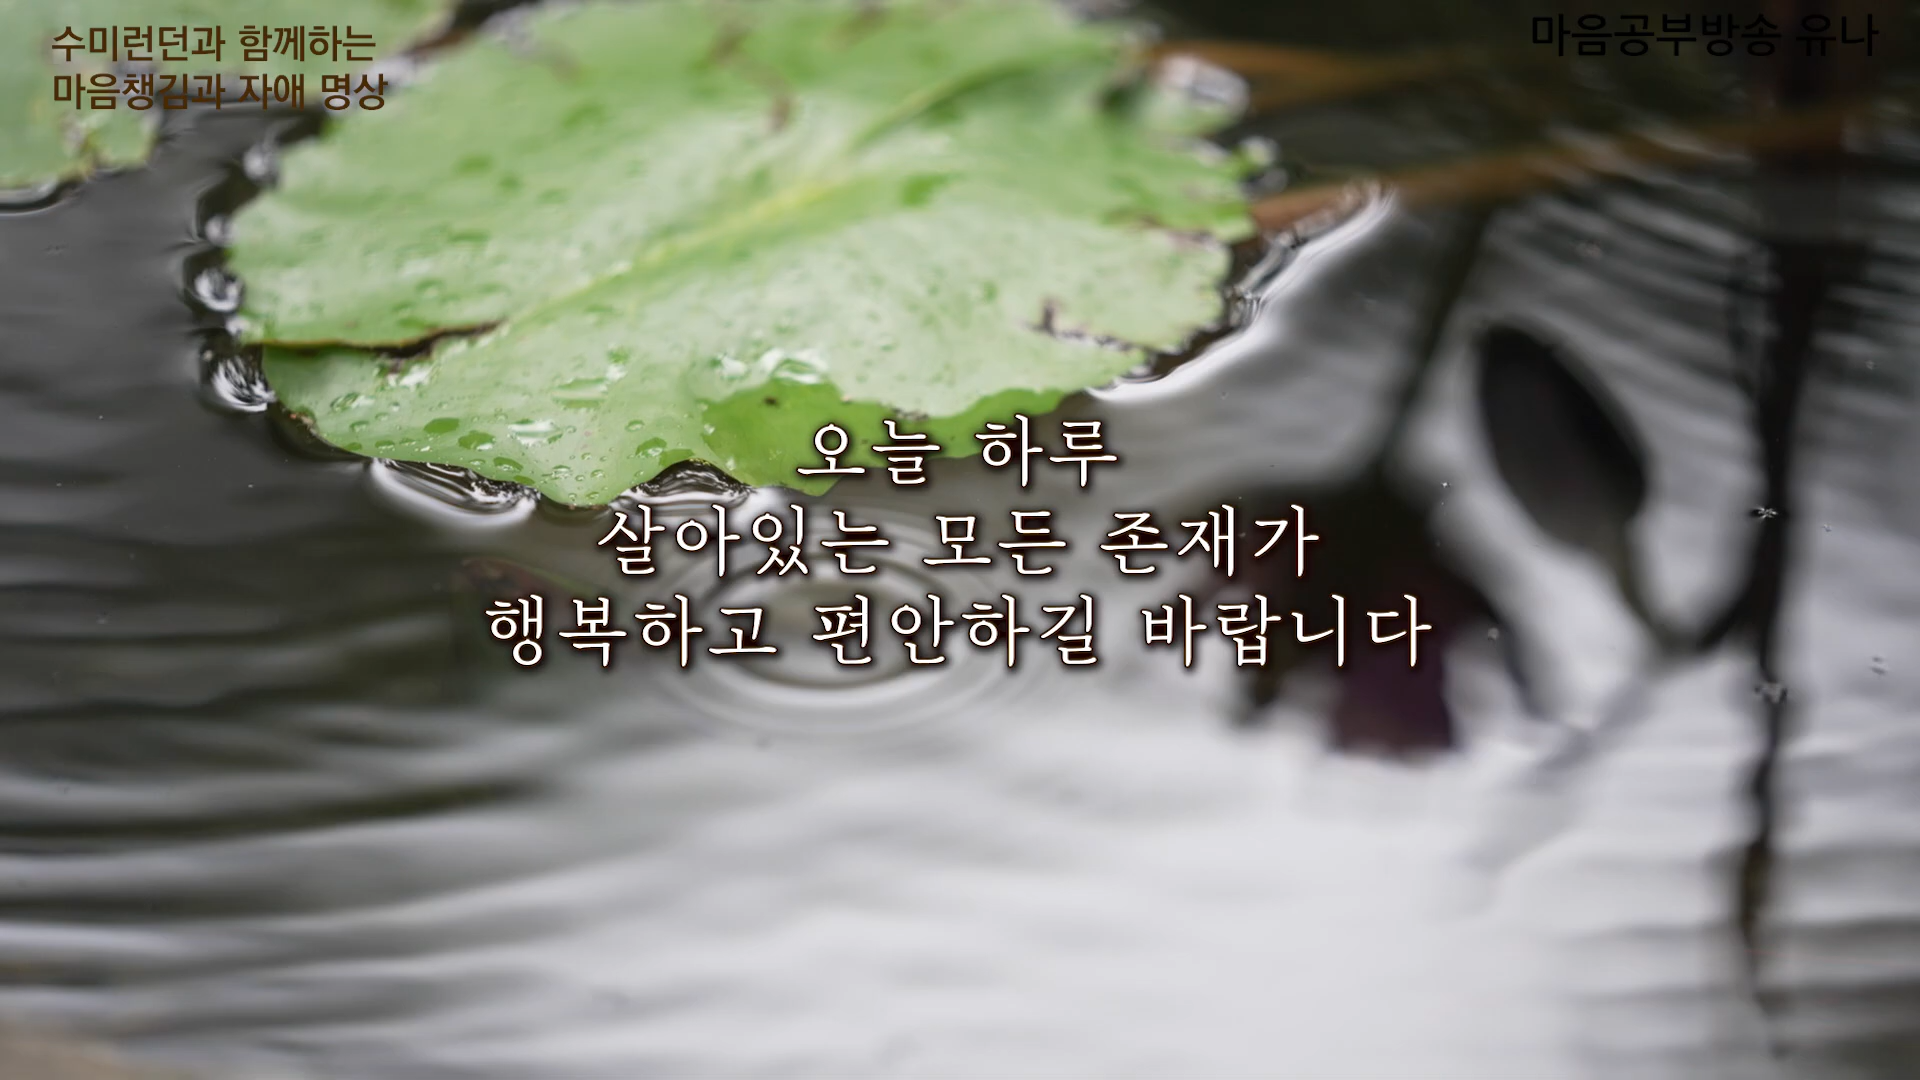 수미런던과 함께하는
마음챙김과 자애 명상
마음공부방송 유나
오늘 하루
살아있는 모든 존재가
행복하고 편안하길 바랍니다